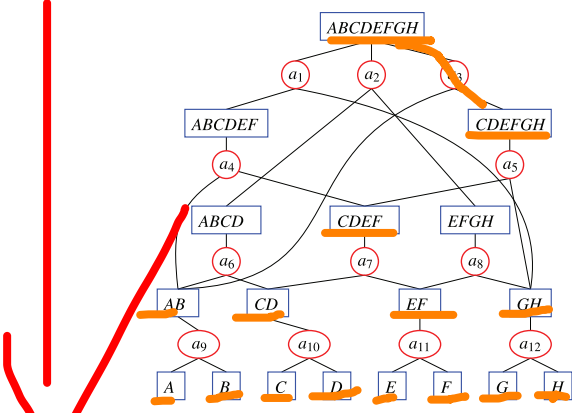 ABCDEFGH
a1 a2 a3
ABCDEF CDEFGH
a4 a5
ABCD CDEF EFGH
a6 a7 a8
AB CD EF GH
a9 a10 a11 a12
A B C D E F G H